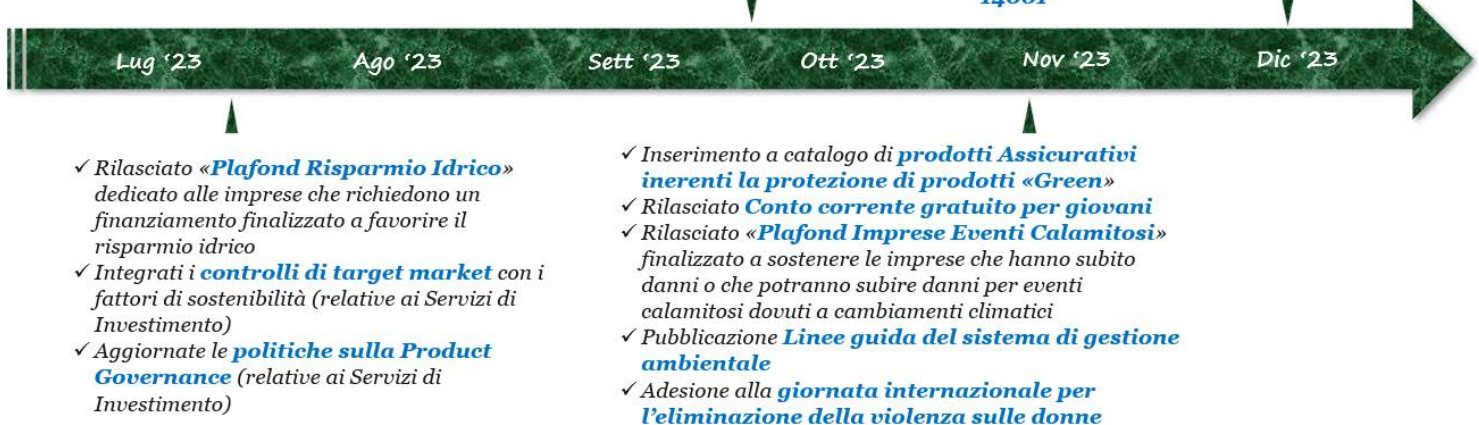 14001
Lug ‘23 Ago ‘23 Sett ‘23 Ott ‘23 Nov ‘23 Dic ‘23
✓ Rilasciato «Plafond Risparmio Idrico»
dedicato alle imprese che richiedono un
finanziamento finalizzato a favorire il
risparmio idrico
✓ Integrati i controlli di target market con i
fattori di sostenibilità (relative ai Servizi di
Investimento)
✓ Aggiornate le politiche sulla Product
Governance (relative ai Servizi di
Investimento)
✓ Inserimento a catalogo di prodotti Assicurativi
inerenti la protezione di prodotti «Green»
✓ Rilasciato Conto corrente gratuito per giovani
✓ Rilasciato «Plafond Imprese Eventi Calamitosi»
finalizzato a sostenere le imprese che hanno subito
danni o che potranno subire danni per eventi
calamitosi dovuti a cambiamenti climatici
✓ Pubblicazione Linee guida del sistema di gestione
ambientale
✓ Adesione alla giornata internazionale per
l’eliminazione della violenza sulle donne